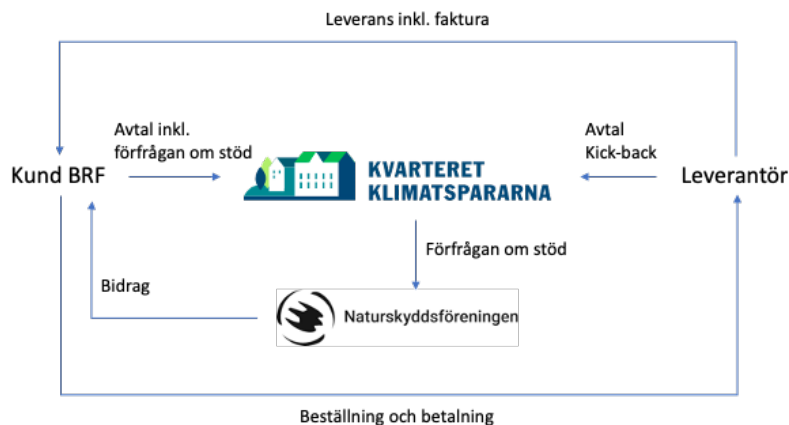 Leverans inkl. faktura
Avtal inkl.
förfrågan om stöd
Avtal
Kick-back
Kund BRF
KVARTERET
KLIMATSPARARNA
Leverantör
Förfrågan om stöd
Bidrag
Naturskyddsföreningen
Beställning och betalning